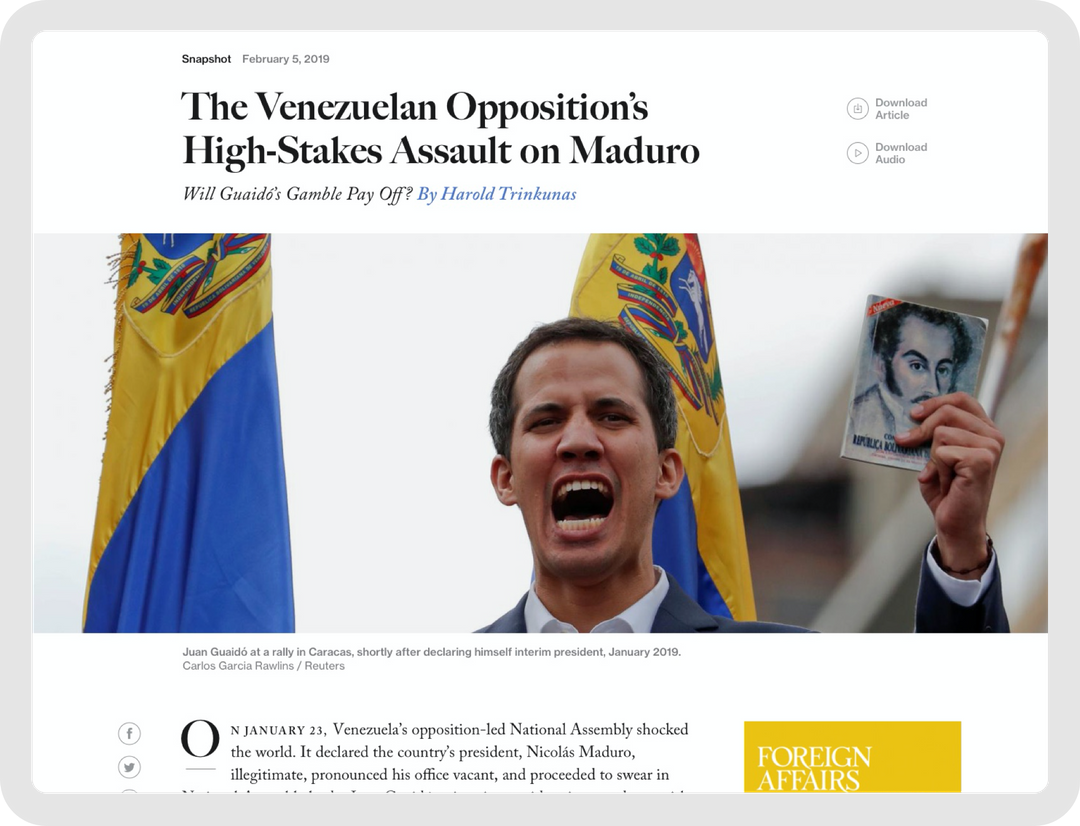 Snapshot February 5, 2019
The Venezuelan Opposition's
High-Stakes Assault on Maduro
Will Guaidó's Gamble Pay Off? By Harold Trinkunas
Download
Article
Download
Audio
REPÚBLICA
Juan Guaidó at a rally in Caracas, shortly after declaring himself interim president, January 2019.
Carlos Garcia Rawlins / Reuters
ON JANUARY 23, Venezuela's opposition-led National Assembly shocked
the world. It declared the country's president, Nicolás Maduro,
illegitimate, pronounced his office vacant, and proceeded to swear in
FOREIGN
AFFAIRS